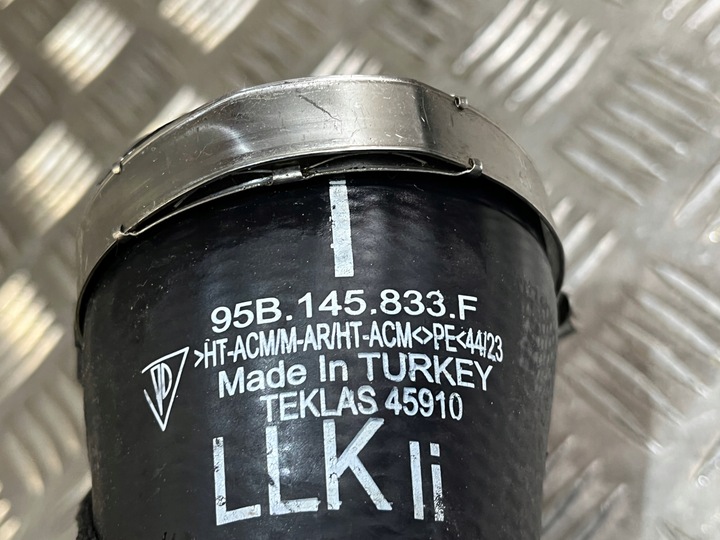 95B.145.833.F
>HT-ACM/M-AR/HT-ACM<>PE<44/23
Made In TURKEY
TEKLAS 45910
LLK li